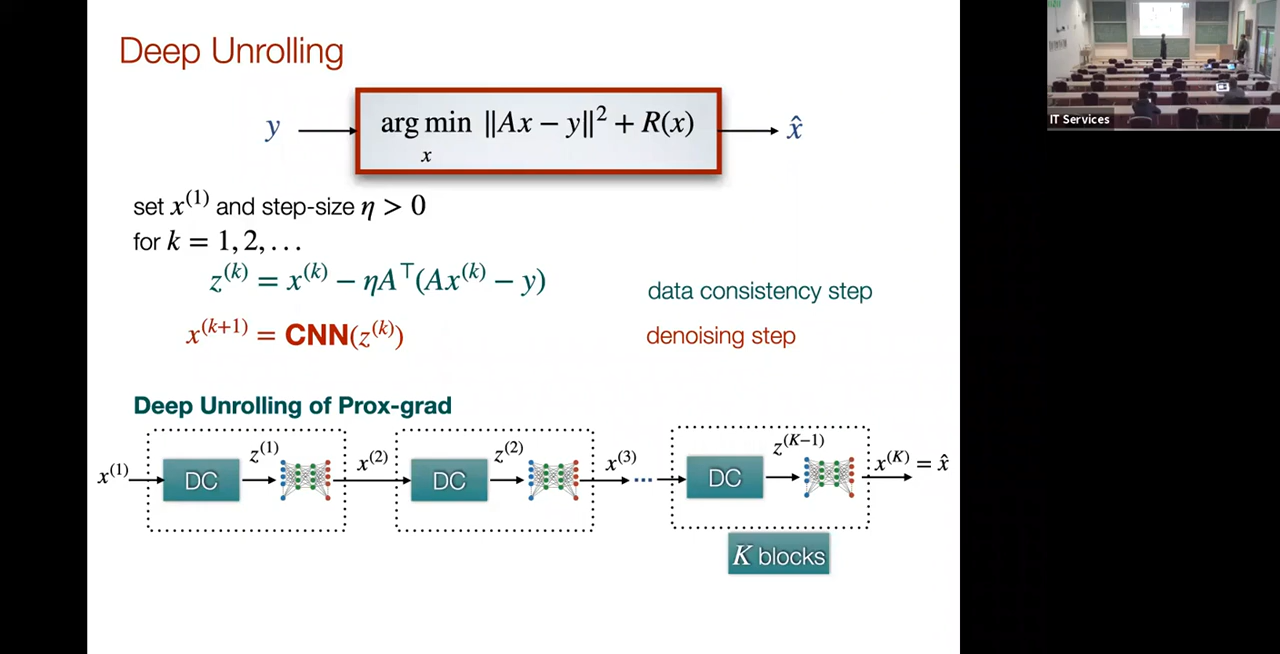 Deep Unrolling
y arg min ‖Ax − y‖² + R(x) x̂
x
set x⁽¹⁾ and step-size η > 0
for k = 1, 2, …
z⁽ᵏ⁾ = x⁽ᵏ⁾ − ηA⊤(Ax⁽ᵏ⁾ − y) data consistency step
x⁽ᵏ⁺¹⁾ = CNN(z⁽ᵏ⁾) denoising step
Deep Unrolling of Prox-grad
x⁽¹⁾ DC z⁽¹⁾ x⁽²⁾ DC z⁽²⁾ x⁽³⁾ … DC z⁽ᴷ⁻¹⁾ x⁽ᴷ⁾ = x̂
K blocks
IT Services